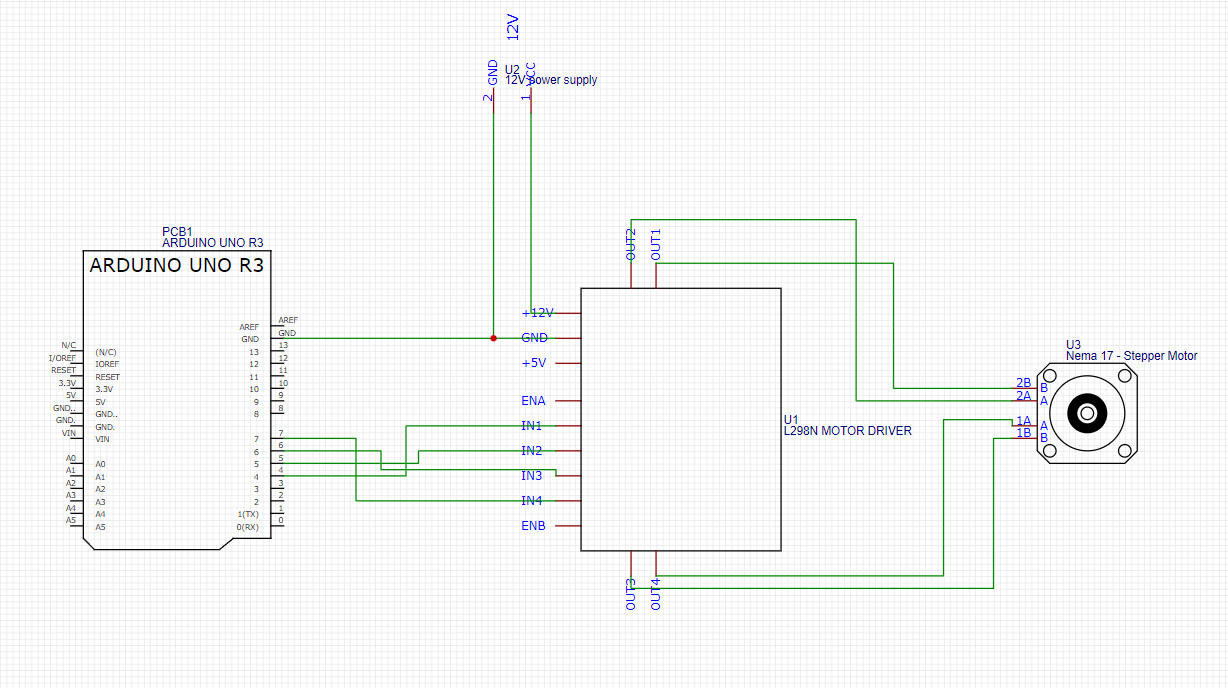 12V
GND
VCC
U2
12V power supply
2
1
PCB1
ARDUINO UNO R3
ARDUINO UNO R3
AREF
GND
13
12
11
10
9
8
7
6
5
4
3
2
1
0
AREF
GND
13
12
11
10
9
8
7
6
5
4
3
2
1(TX)
0(RX)
N/C
I/OREF
RESET
3.3V
5V
GND..
GND.
VIN
A0
A1
A2
A3
A4
A5
(N/C)
IOREF
RESET
3.3V
5V
GND..
GND.
VIN
A0
A1
A2
A3
A4
A5
OUT2
OUT1
+12V
GND
+5V
ENA
IN1
IN2
IN3
IN4
ENB
U1
L298N MOTOR DRIVER
OUT3
OUT4
U3
Nema 17 - Stepper Motor
2B
2A
1A
1B
B
A
A
B